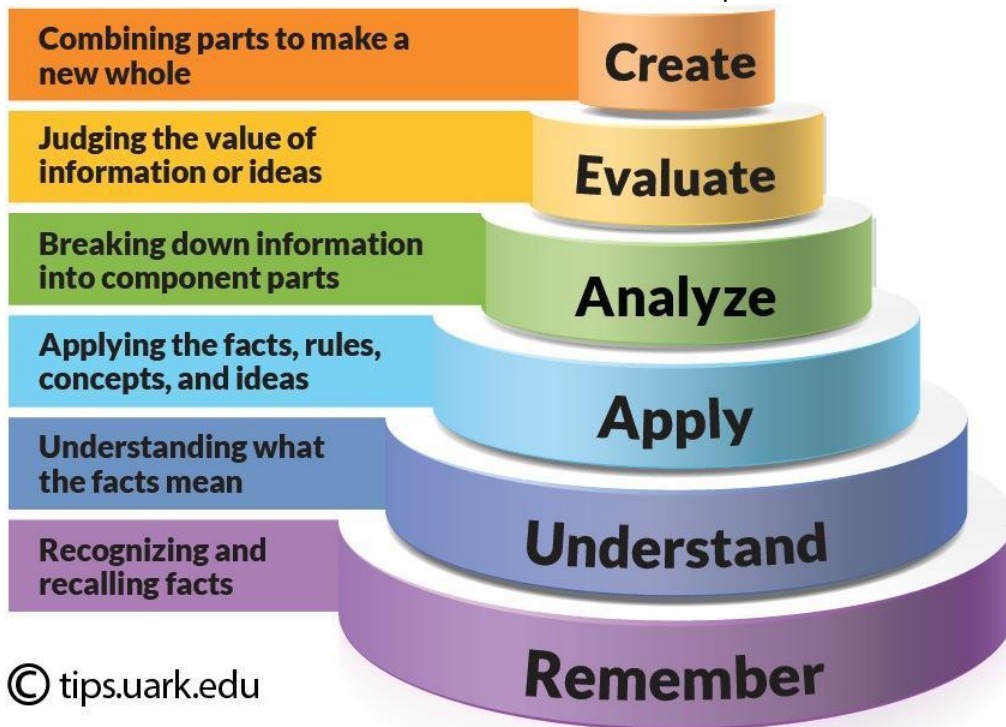 Combining parts to make a
new whole
Create
Judging the value of
information or ideas
Evaluate
Breaking down information
into component parts
Analyze
Applying the facts, rules,
concepts, and ideas
Apply
Understanding what
the facts mean
Understand
Recognizing and
recalling facts
Remember
© tips.uark.edu